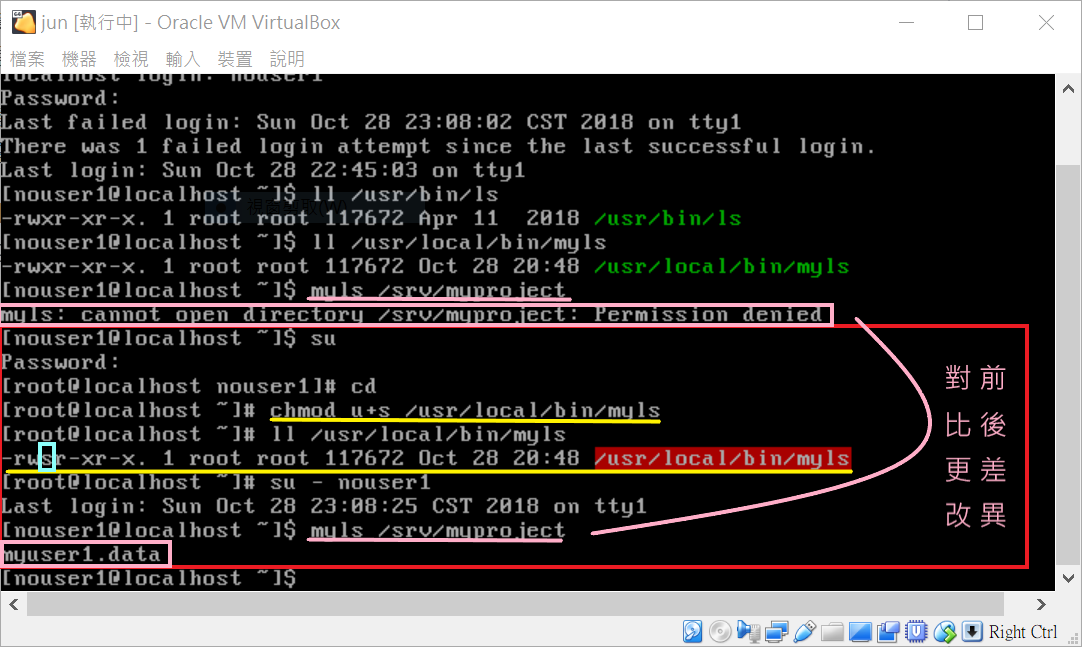 jun [執行中] - Oracle VM VirtualBox
檔案 機器 檢視 輸入 裝置 說明
localhost login: nouser1
Password:
Last failed login: Sun Oct 28 23:08:02 CST 2018 on tty1
There was 1 failed login attempt since the last successful login.
Last login: Sun Oct 28 22:45:03 on tty1
[nouser1@localhost ~]$ ll /usr/bin/ls
-rwxr-xr-x. 1 root root 117672 Apr 11  2018 /usr/bin/ls
[nouser1@localhost ~]$ ll /usr/local/bin/myls
-rwxr-xr-x. 1 root root 117672 Oct 28 20:48 /usr/local/bin/myls
[nouser1@localhost ~]$ myls /srv/myproject
myls: cannot open directory /srv/myproject: Permission denied
[nouser1@localhost ~]$ su
Password:
[root@localhost nouser1]# cd
[root@localhost ~]# chmod u+s /usr/local/bin/myls
[root@localhost ~]# ll /usr/local/bin/myls
-rwsr-xr-x. 1 root root 117672 Oct 28 20:48 /usr/local/bin/myls
[root@localhost ~]# su - nouser1
Last login: Sun Oct 28 23:08:25 CST 2018 on tty1
[nouser1@localhost ~]$ myls /srv/myproject
myuser1.data
[nouser1@localhost ~]$
對 前
比 後
更 差
改 異
Right Ctrl